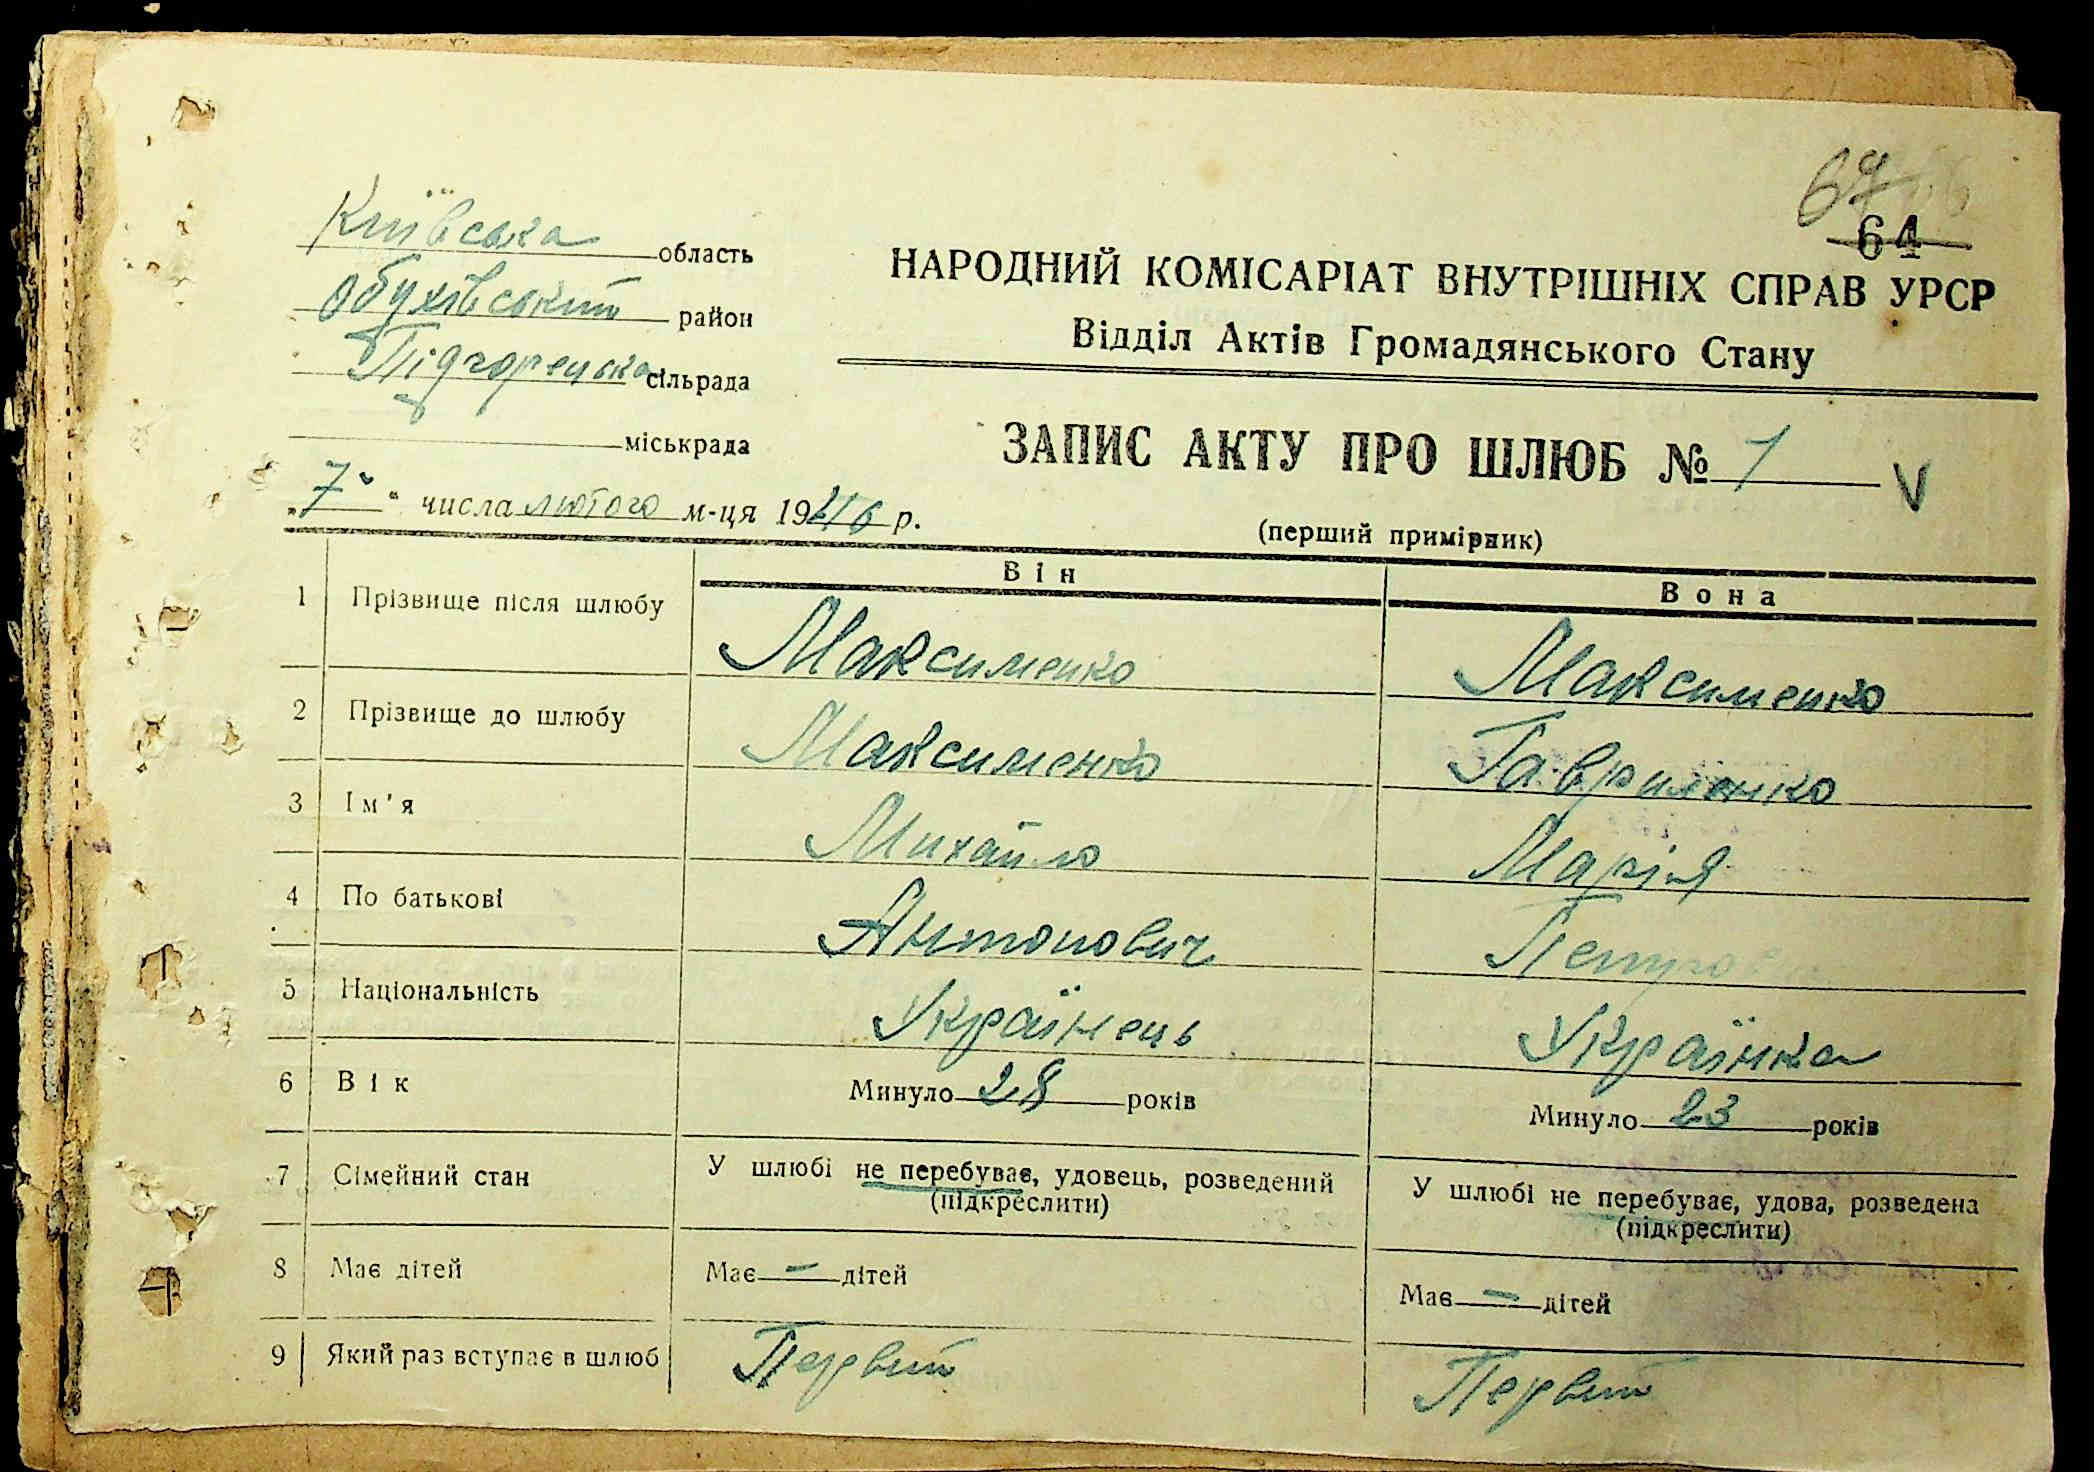 64
Київська область
Обухівський район
Підгорецька сільрада
міськрада
НАРОДНИЙ КОМІСАРІАТ ВНУТРІШНІХ СПРАВ УРСР
Відділ Актів Громадянського Стану
ЗАПИС АКТУ ПРО ШЛЮБ № 1 V
(перший примірник)
„7" числа лютого м-ця 1946 р.
Він Вона
1 Прізвище після шлюбу Максименко Максименко
2 Прізвище до шлюбу Максименко Гавриленко
3 Ім'я Михайло Марія
4 По батькові Антонович
5 Національність Українець Українка
6 Вік Минуло 28 років Минуло 23 років
7 Сімейний стан У шлюбі не перебуває, удовець, розведений У шлюбі не перебуває, удова, розведена
(підкреслити) (підкреслити)
8 Має дітей Має — дітей Має — дітей
9 Який раз вступає в шлюб Первий Первий